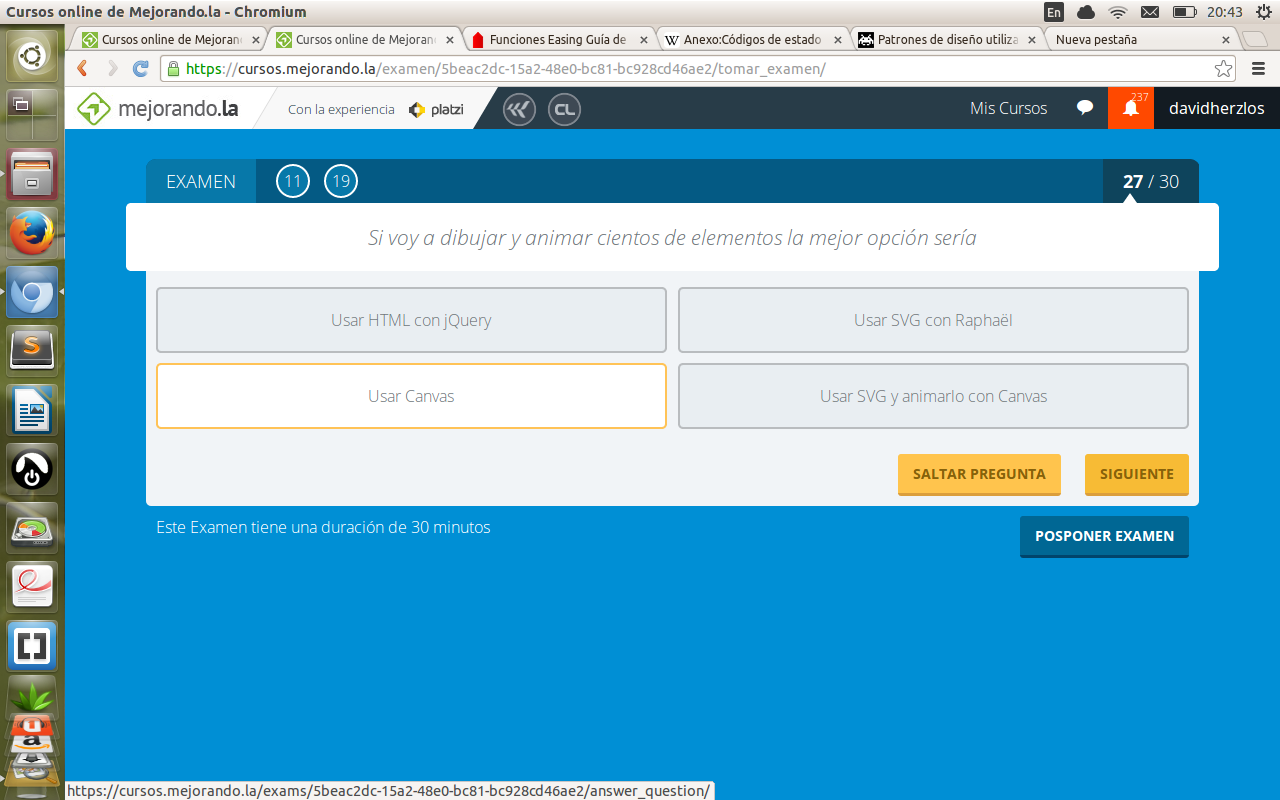 Cursos online de Mejorando.la - Chromium
En
20:43
Cursos online de Mejoran
Cursos online de Mejoran
Funciones Easing Guía de
W Anexo:Códigos de estado
Patrones de diseño utiliza
Nueva pestaña
https://cursos.mejorando.la/examen/5beac2dc-15a2-48e0-bc81-bc928cd46ae2/tomar_examen/
mejorando.la
Con la experiencia
platzi
CL
Mis Cursos
237
davidherzlos
EXAMEN
11
19
27 / 30
Si voy a dibujar y animar cientos de elementos la mejor opción sería
Usar HTML con jQuery
Usar SVG con Raphaël
Usar Canvas
Usar SVG y animarlo con Canvas
SALTAR PREGUNTA
SIGUIENTE
Este Examen tiene una duración de 30 minutos
POSPONER EXAMEN
https://cursos.mejorando.la/exams/5beac2dc-15a2-48e0-bc81-bc928cd46ae2/answer_question/